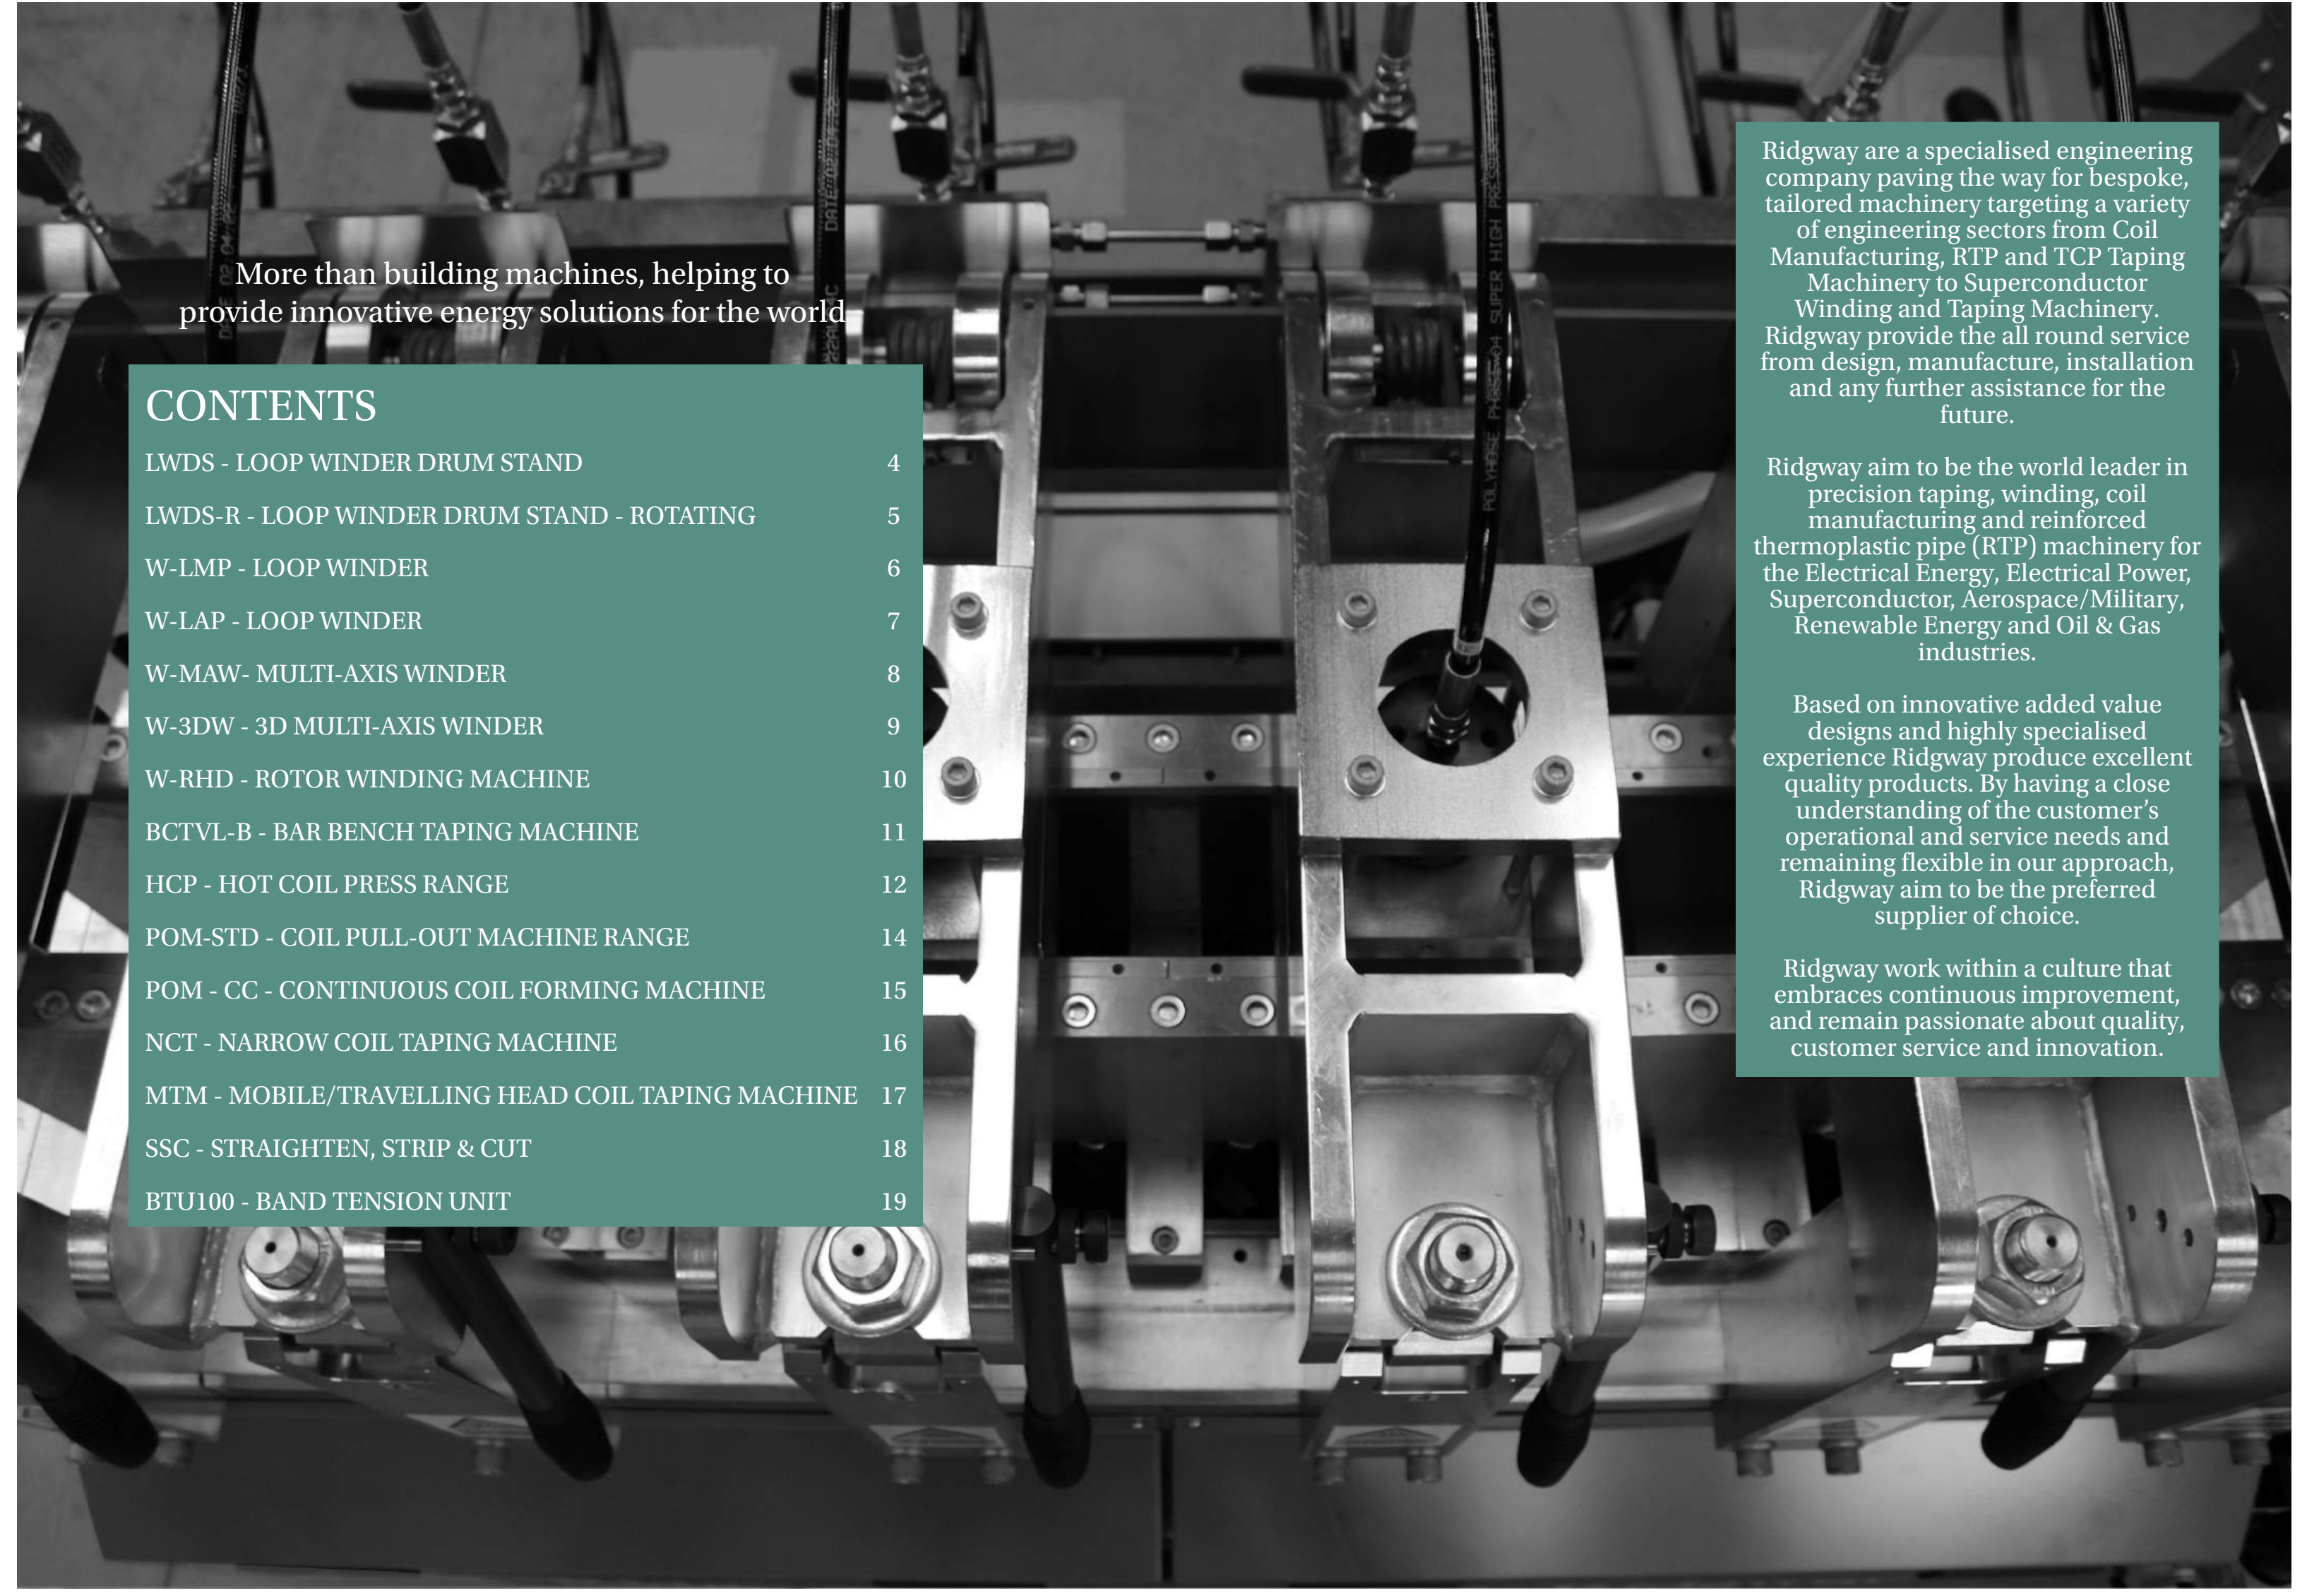 More than building machines, helping to
provide innovative energy solutions for the world
CONTENTS
LWDS - LOOP WINDER DRUM STAND 4
LWDS-R - LOOP WINDER DRUM STAND - ROTATING 5
W-LMP - LOOP WINDER 6
W-LAP - LOOP WINDER 7
W-MAW- MULTI-AXIS WINDER 8
W-3DW - 3D MULTI-AXIS WINDER 9
W-RHD - ROTOR WINDING MACHINE 10
BCTVL-B - BAR BENCH TAPING MACHINE 11
HCP - HOT COIL PRESS RANGE 12
POM-STD - COIL PULL-OUT MACHINE RANGE 14
POM - CC - CONTINUOUS COIL FORMING MACHINE 15
NCT - NARROW COIL TAPING MACHINE 16
MTM - MOBILE/TRAVELLING HEAD COIL TAPING MACHINE 17
SSC - STRAIGHTEN, STRIP & CUT 18
BTU100 - BAND TENSION UNIT 19
Ridgway are a specialised engineering
company paving the way for bespoke,
tailored machinery targeting a variety
of engineering sectors from Coil
Manufacturing, RTP and TCP Taping
Machinery to Superconductor
Winding and Taping Machinery.
Ridgway provide the all round service
from design, manufacture, installation
and any further assistance for the
future.
Ridgway aim to be the world leader in
precision taping, winding, coil
manufacturing and reinforced
thermoplastic pipe (RTP) machinery for
the Electrical Energy, Electrical Power,
Superconductor, Aerospace/Military,
Renewable Energy and Oil & Gas
industries.
Based on innovative added value
designs and highly specialised
experience Ridgway produce excellent
quality products. By having a close
understanding of the customer's
operational and service needs and
remaining flexible in our approach,
Ridgway aim to be the preferred
supplier of choice.
Ridgway work within a culture that
embraces continuous improvement,
and remain passionate about quality,
customer service and innovation.
DATE 02:04:22
POLYHOSE
SUPER HIGH